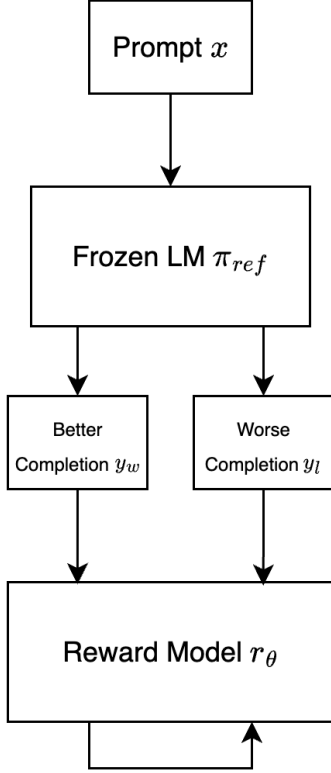 Prompt x
Frozen LM π_ref
Better
Completion y_w
Worse
Completion y_l
Reward Model r_θ